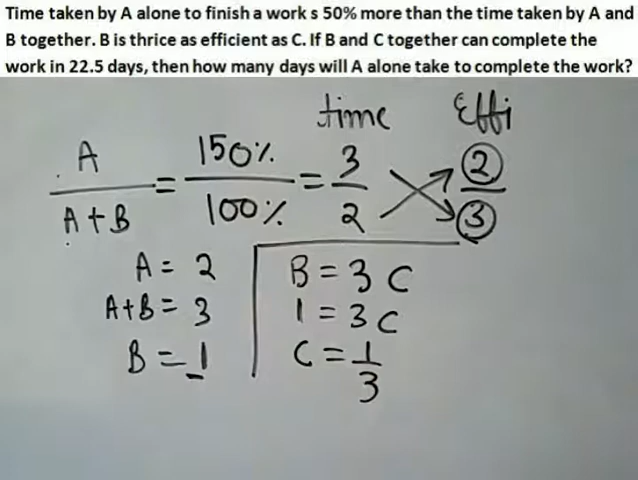 Time taken by A alone to finish a work s 50% more than the time taken by A and
B together. B is thrice as efficient as C. If B and C together can complete the
work in 22.5 days, then how many days will A alone take to complete the work?
time Effi
A / A+B = 150% / 100% = 3 / 2 2 / 3
A = 2
A+B = 3
B = 1
B = 3 C
1 = 3 C
C = 1/3